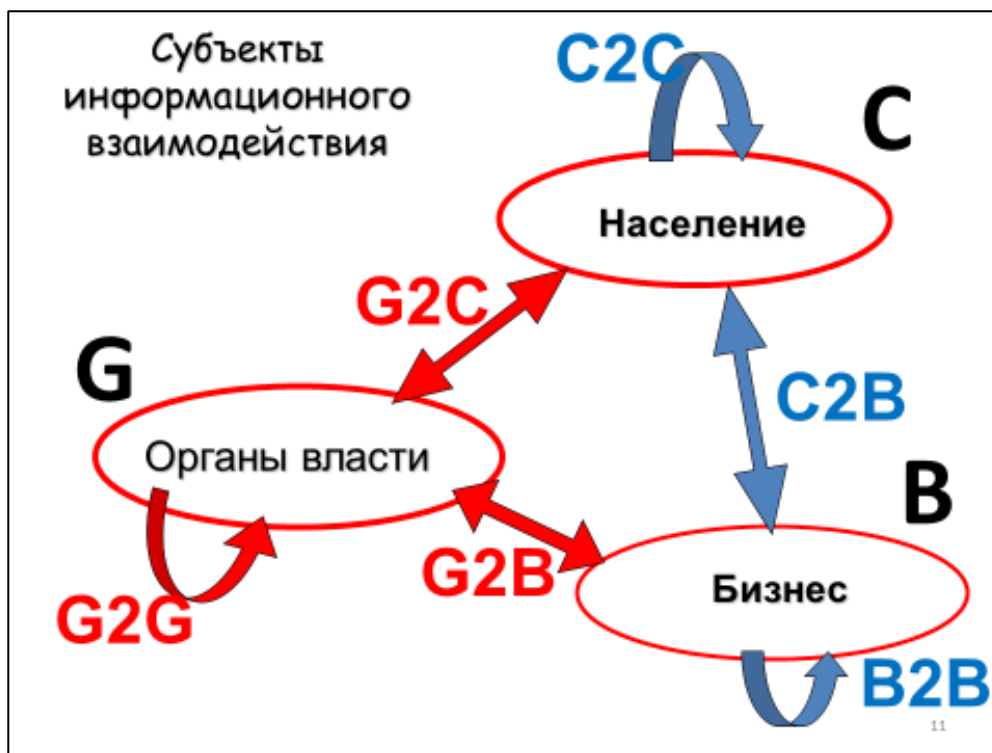 Субъекты
информационного
взаимодействия
C2C
C
Население
G2C
G
C2B
Органы власти
B
G2B
Бизнес
G2G
B2B
11